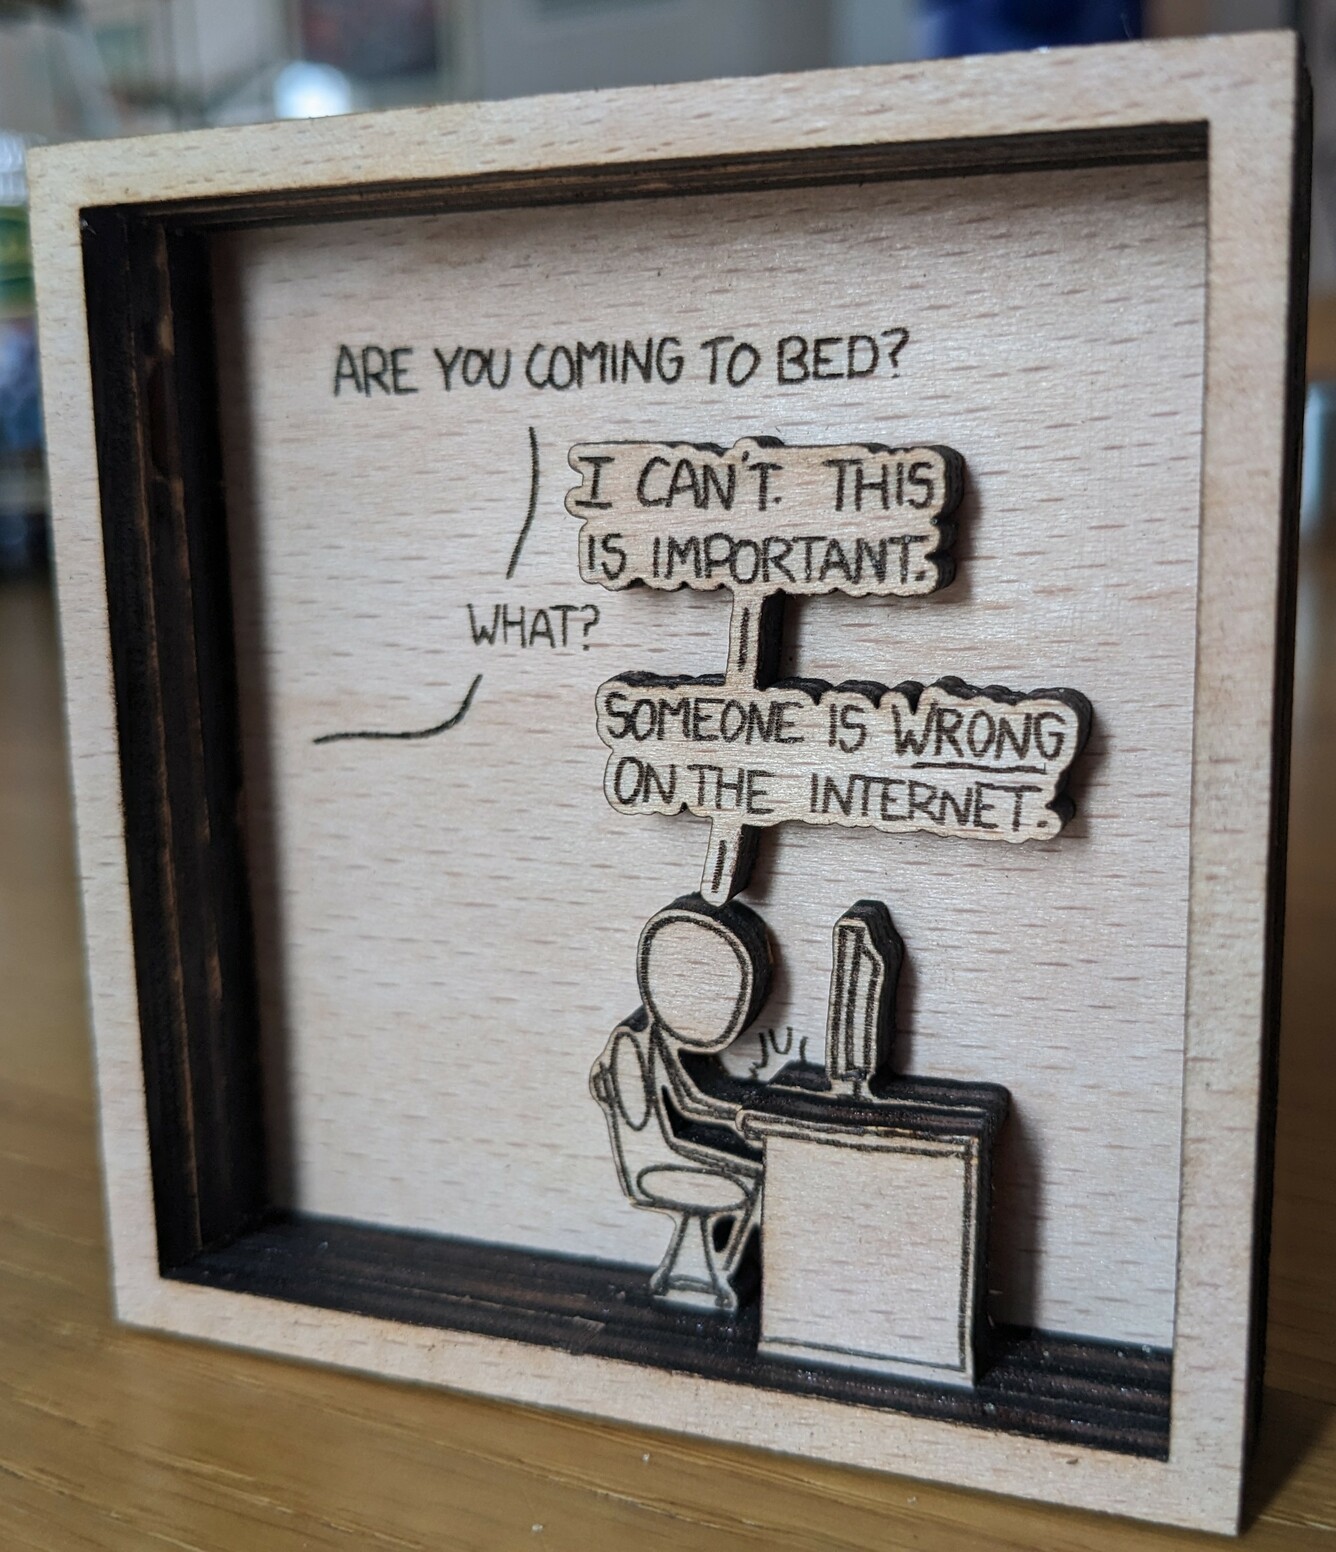 ARE YOU COMING TO BED?
I CAN'T. THIS
IS IMPORTANT.
WHAT?
SOMEONE IS WRONG
ON THE INTERNET.